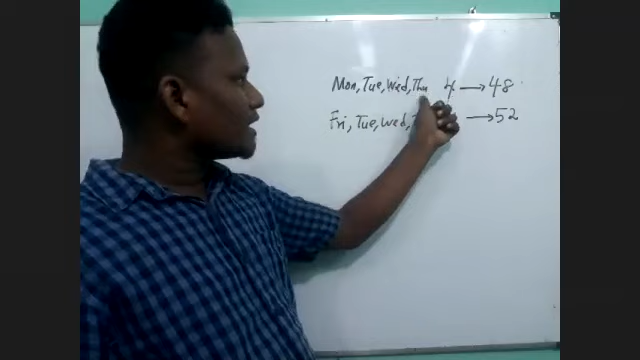 Mon, Tue, Wed, Thu 4 → 48
Fri, Tue, Wed, → 52